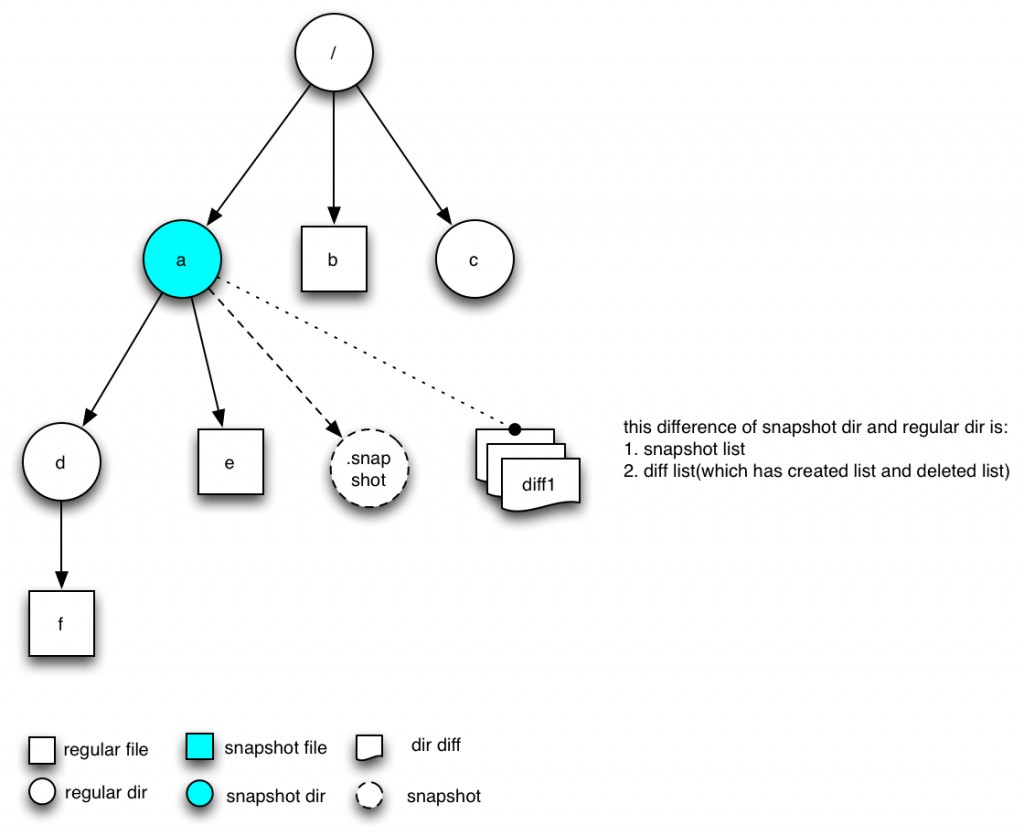 /
a
b
c
d
e
.snap
shot
diff1
this difference of snapshot dir and regular dir is:
1. snapshot list
2. diff list(which has created list and deleted list)
f
regular file
snapshot file
dir diff
regular dir
snapshot dir
snapshot